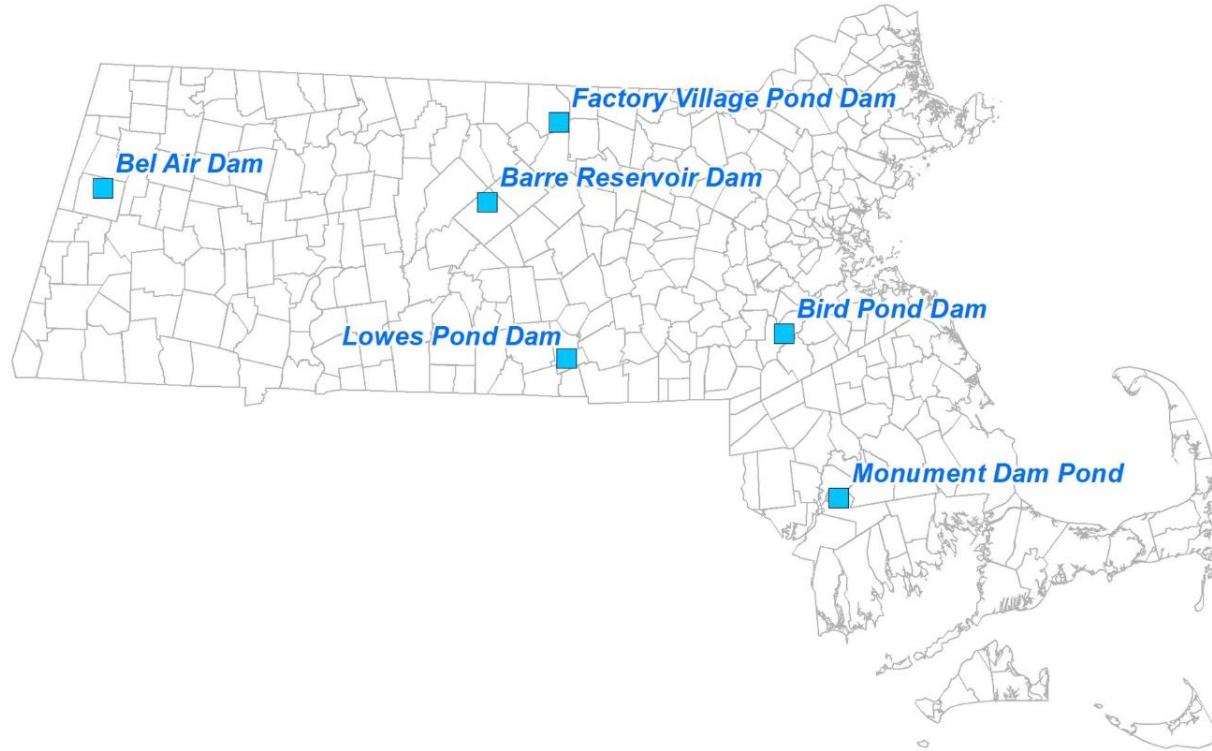 Factory Village Pond Dam
Bel Air Dam
Barre Reservoir Dam
Bird Pond Dam
Lowes Pond Dam
Monument Dam Pond